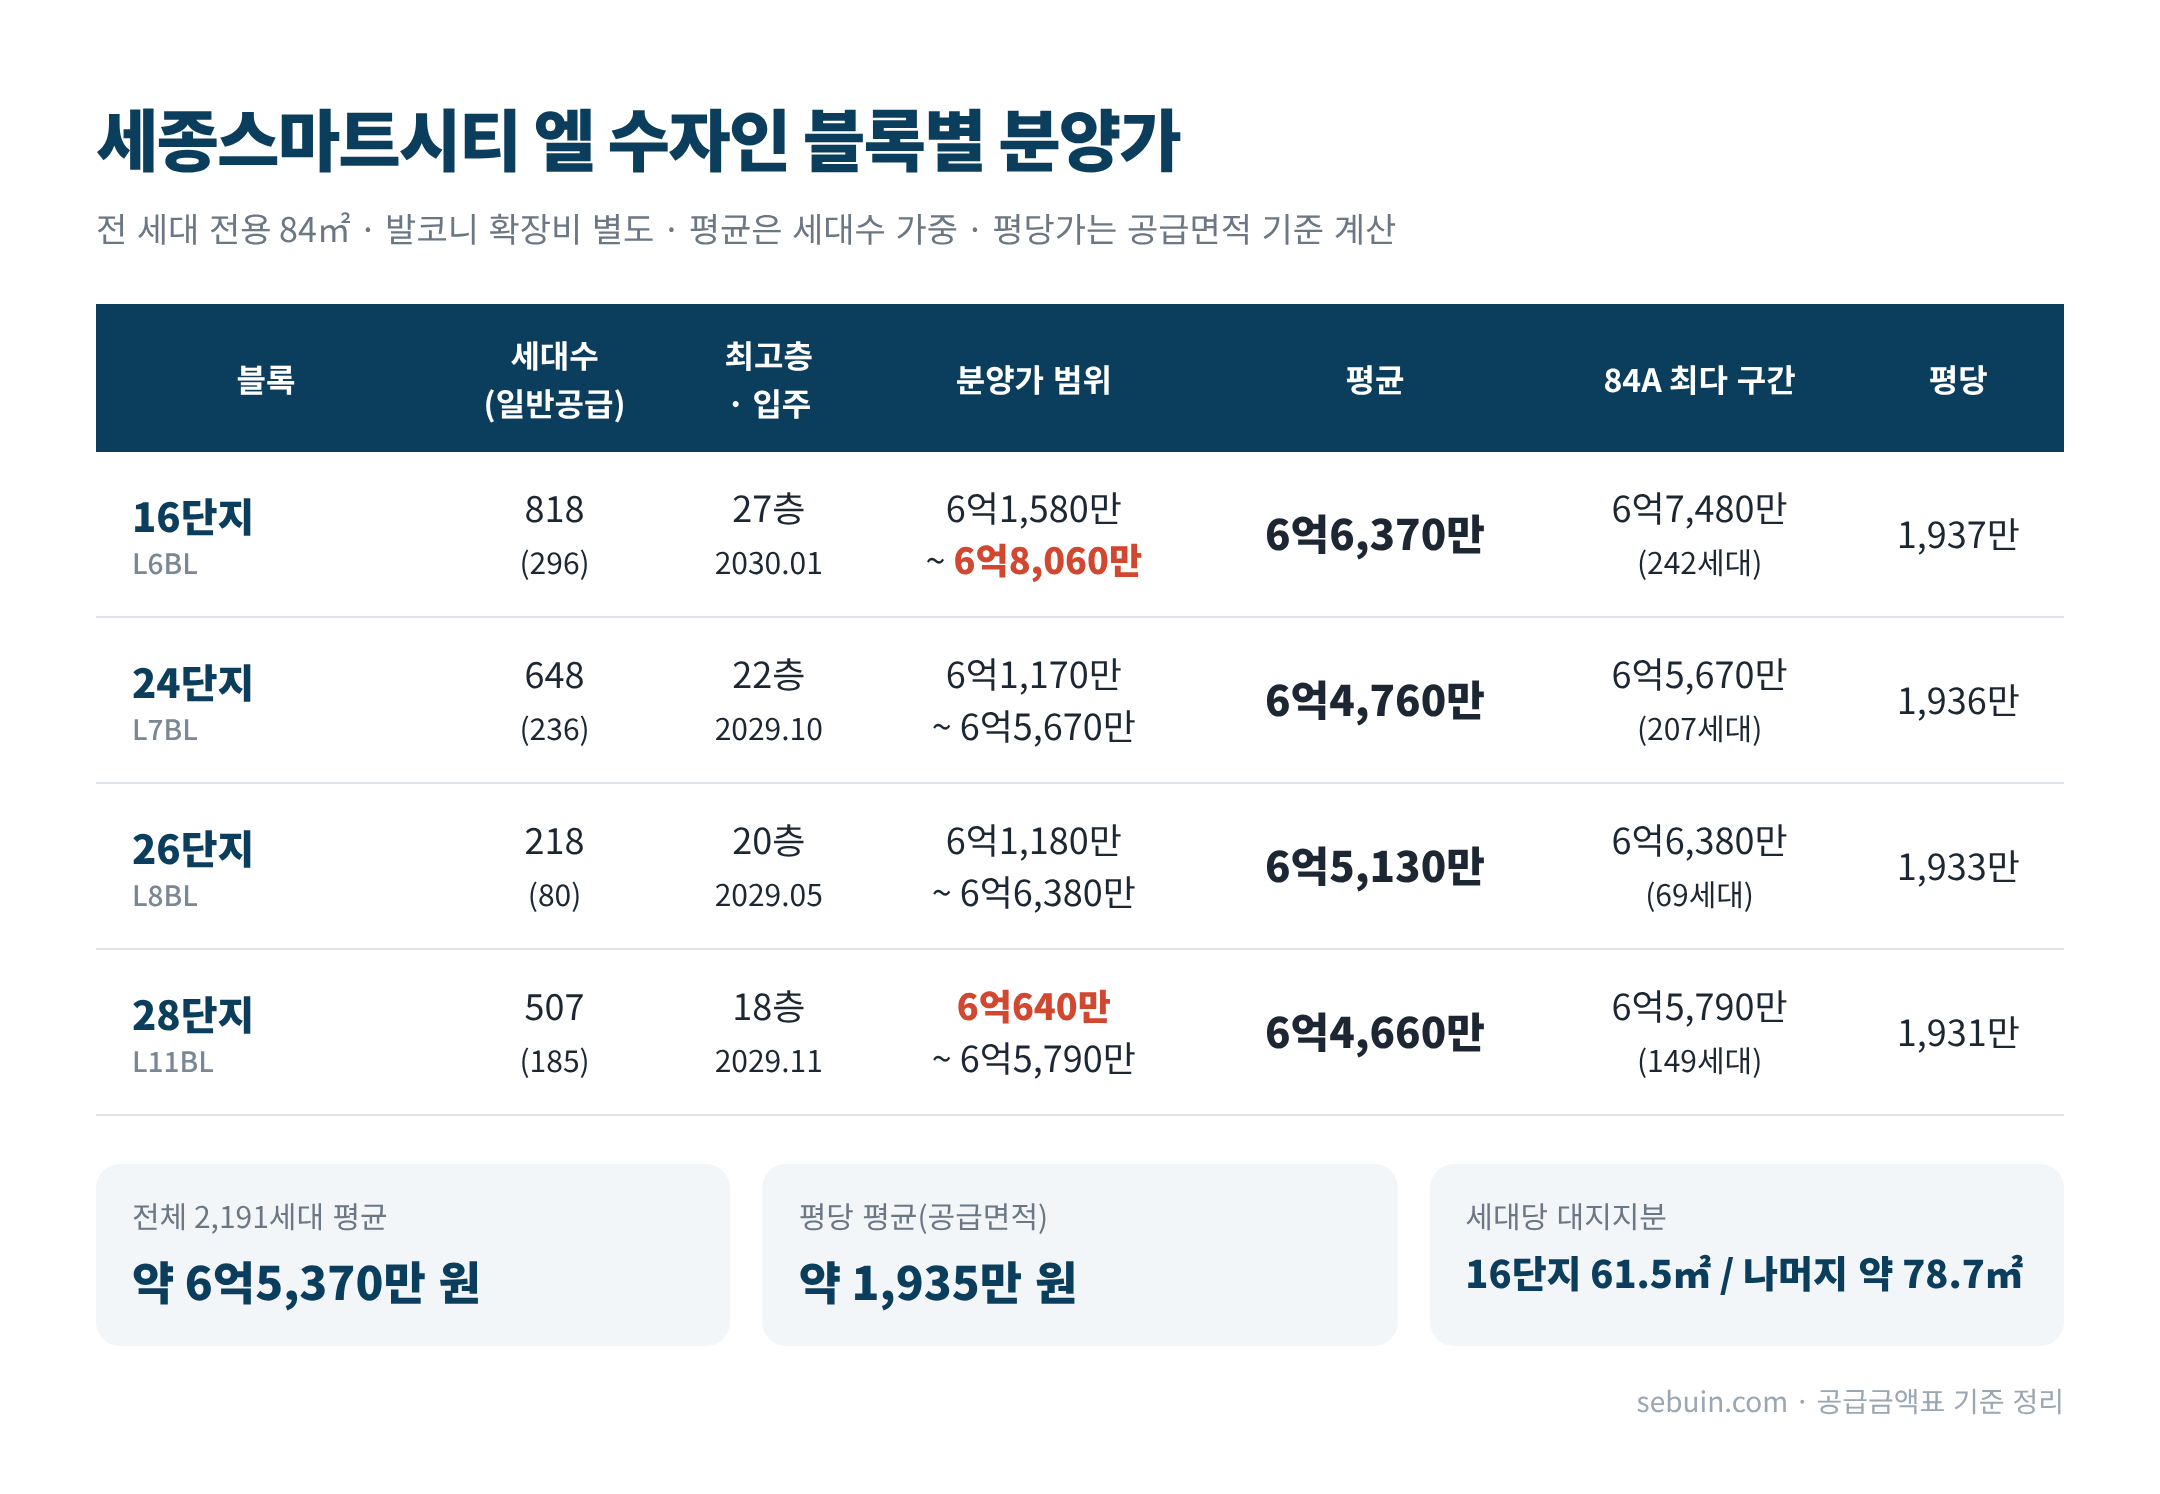 세종스마트시티 엘 수자인 블록별 분양가
전 세대 전용 84㎡ · 발코니 확장비 별도 · 평균은 세대수 가중 · 평당가는 공급면적 기준 계산
블록
세대수
(일반공급)
최고층
· 입주
분양가 범위
평균
84A 최다 구간
평당
16단지
L6BL
818
(296)
27층
2030.01
6억1,580만
~ 6억8,060만
6억6,370만
6억7,480만
(242세대)
1,937만
24단지
L7BL
648
(236)
22층
2029.10
6억1,170만
~ 6억5,670만
6억4,760만
6억5,670만
(207세대)
1,936만
26단지
L8BL
218
(80)
20층
2029.05
6억1,180만
~ 6억6,380만
6억5,130만
6억6,380만
(69세대)
1,933만
28단지
L11BL
507
(185)
18층
2029.11
6억640만
~ 6억5,790만
6억4,660만
6억5,790만
(149세대)
1,931만
전체 2,191세대 평균
약 6억5,370만 원
평당 평균(공급면적)
약 1,935만 원
세대당 대지지분
16단지 61.5㎡ / 나머지 약 78.7㎡
sebuin.com · 공급금액표 기준 정리